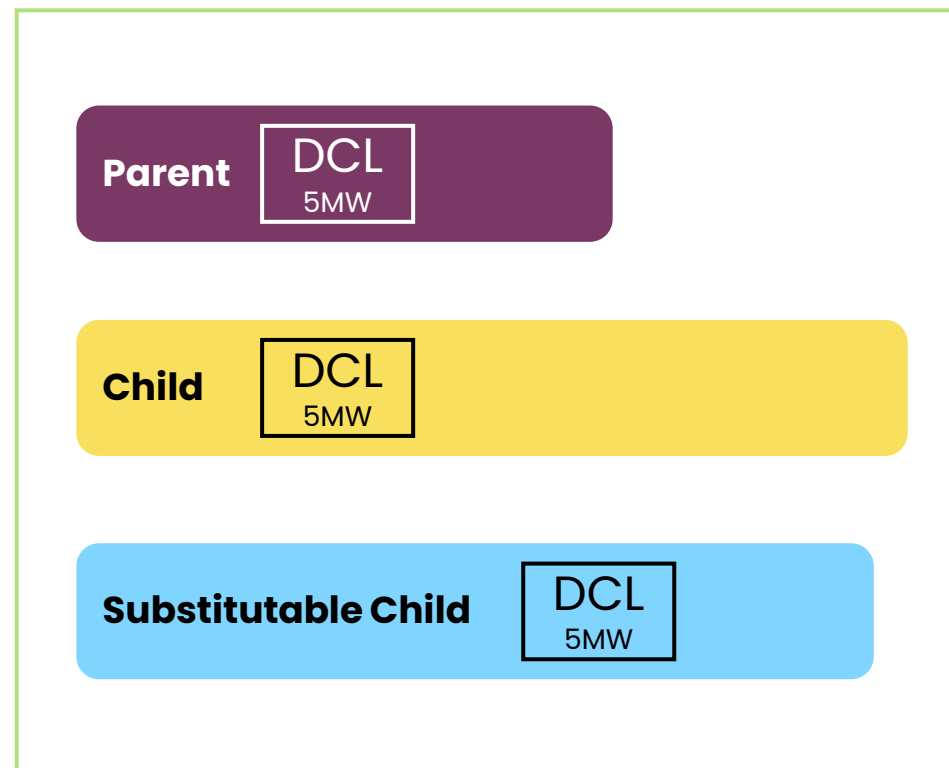 Parent
DCL
5MW
Child
DCL
5MW
Substitutable Child
DCL
5MW